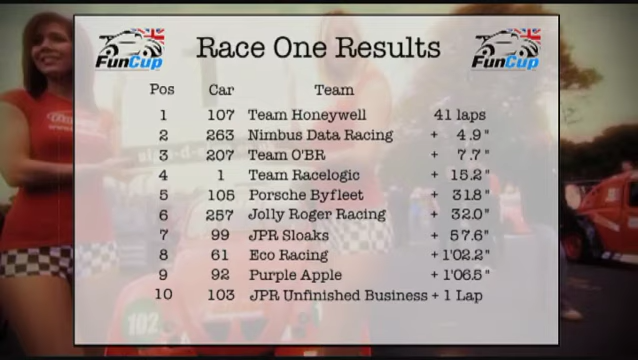 FunCup
Race One Results
FunCup
Pos Car Team
1 107 Team Honeywell 41 laps
2 263 Nimbus Data Racing + 4.9"
3 207 Team O'BR + 7.7"
4 1 Team Racelogic + 15.2"
5 105 Porsche Byfleet + 31.8"
6 257 Jolly Roger Racing + 32.0"
7 99 JPR Sloaks + 57.6"
8 61 Eco Racing + 1'02.2"
9 92 Purple Apple + 1'06.5"
10 103 JPR Unfinished Business + 1 Lap
102